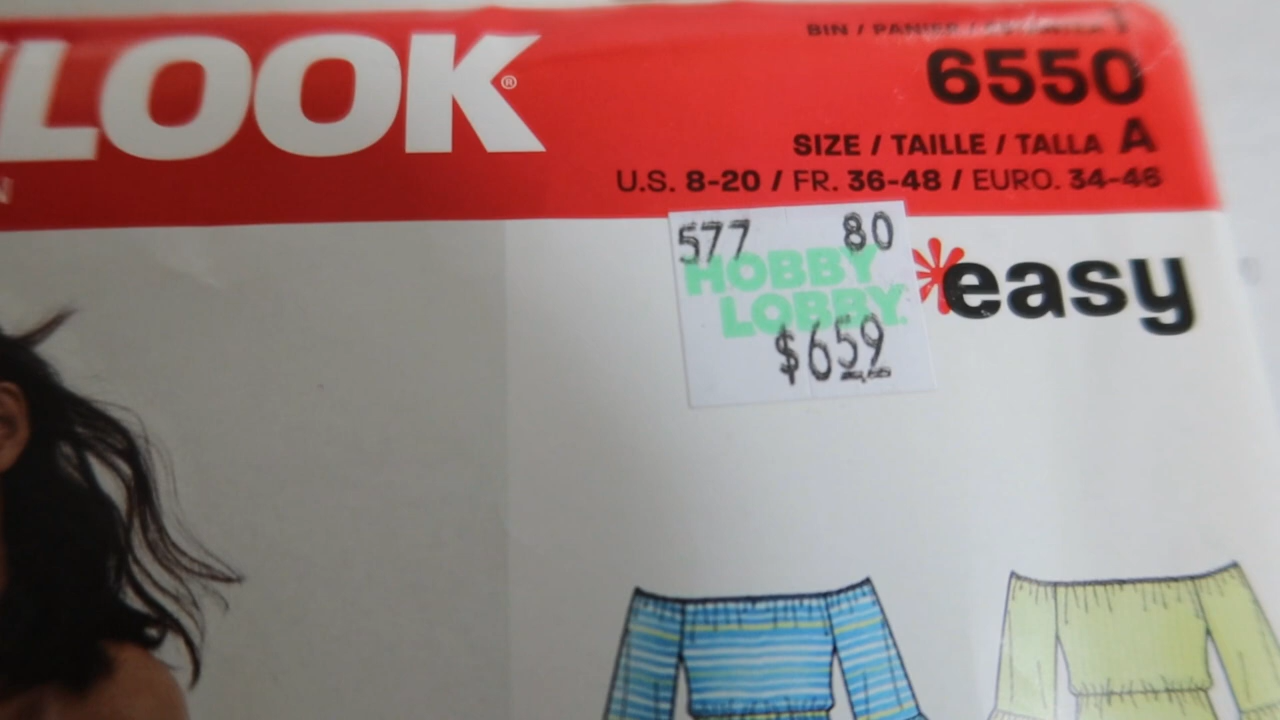 LOOK®
BIN / PANIER /
6550
SIZE / TAILLE / TALLA A
U.S. 8-20 / FR. 36-48 / EURO. 34-46
577 80
HOBBY
LOBBY
$659
*easy